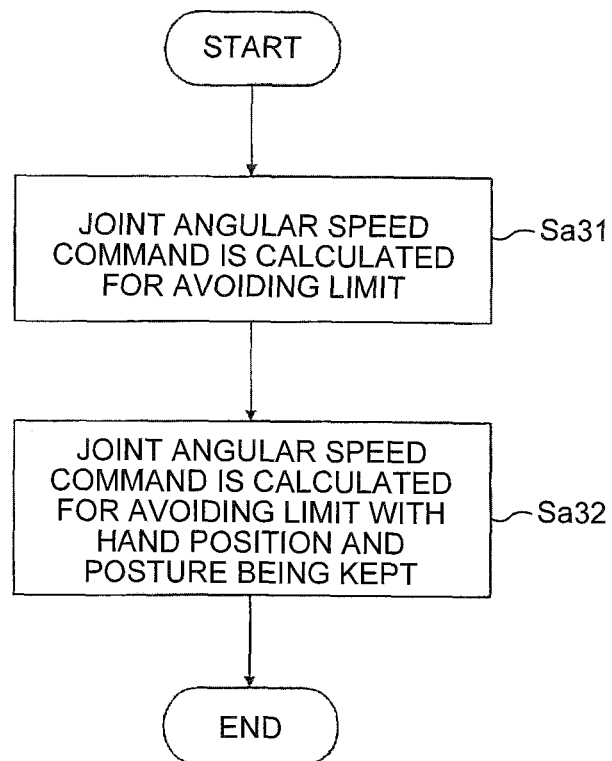 START
JOINT ANGULAR SPEED
COMMAND IS CALCULATED
FOR AVOIDING LIMIT
Sa31
JOINT ANGULAR SPEED
COMMAND IS CALCULATED
FOR AVOIDING LIMIT WITH
HAND POSITION AND
POSTURE BEING KEPT
Sa32
END